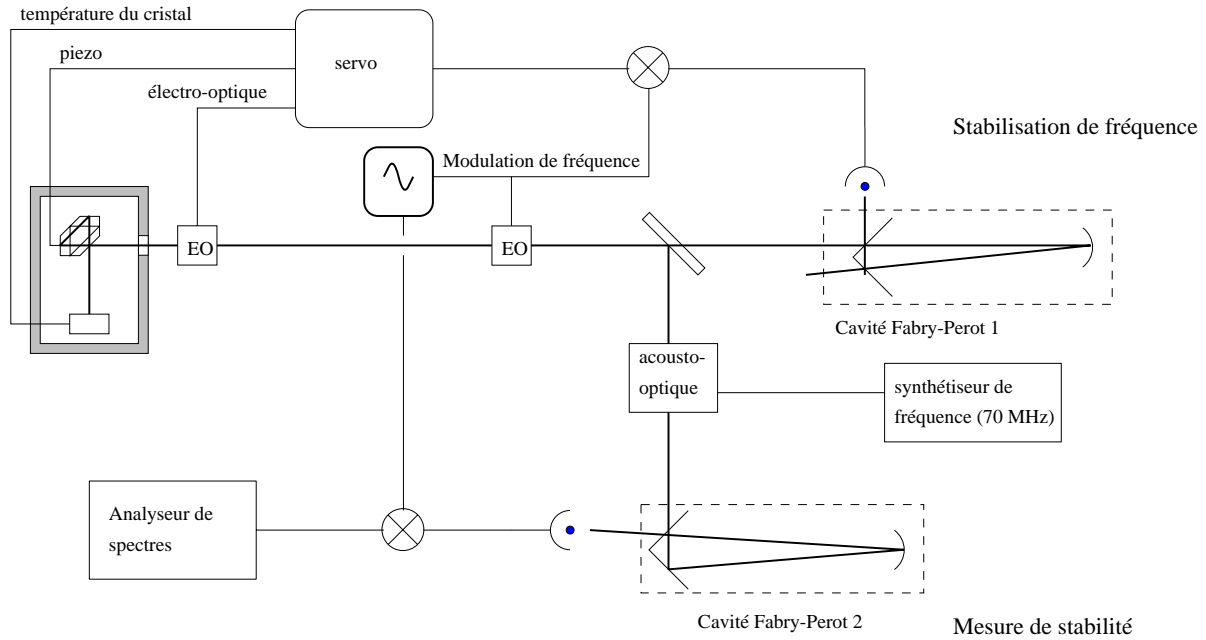 température du cristal
piezo
servo
électro-optique
Stabilisation de fréquence
Modulation de fréquence
EO
EO
Cavité Fabry-Perot 1
acousto-
optique
synthétiseur de
fréquence (70 MHz)
Analyseur de
spectres
Cavité Fabry-Perot 2
Mesure de stabilité